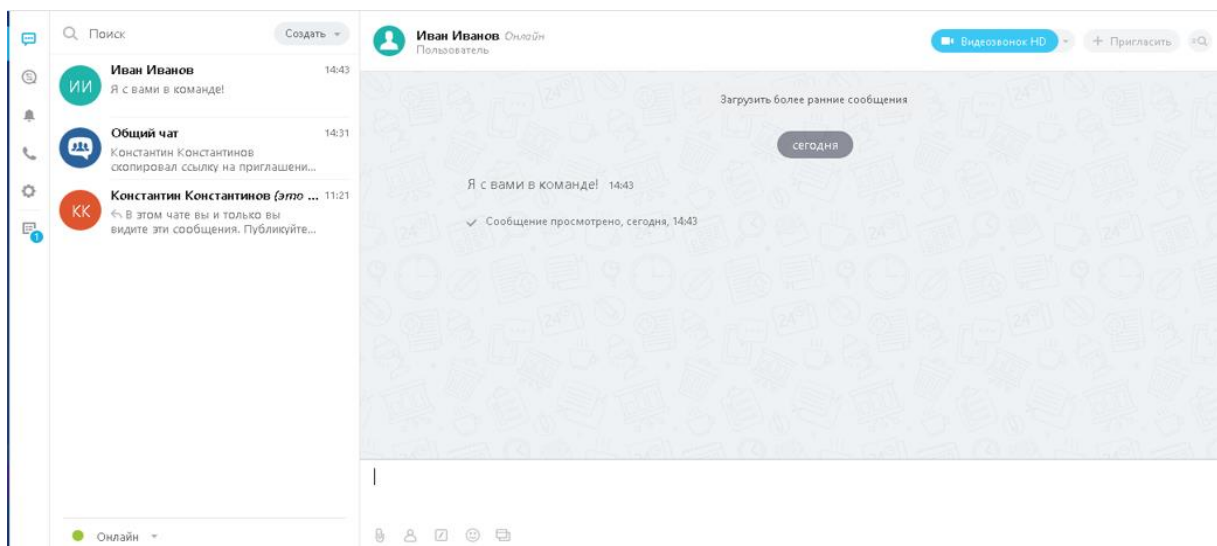 Поиск
Создать
ИИ
Иван Иванов 14:43
Я с вами в команде!
Общий чат 14:31
Константин Константинов
скопировал ссылку на приглашени...
КК
Константин Константинов (это ... 11:21
В этом чате вы и только вы
видите эти сообщения. Публикуйте...
1
Онлайн
Иван Иванов Онлайн
Пользователь
Видеозвонок HD
+ Пригласить
Загрузить более ранние сообщения
сегодня
Я с вами в команде! 14:43
Сообщение просмотрено, сегодня, 14:43